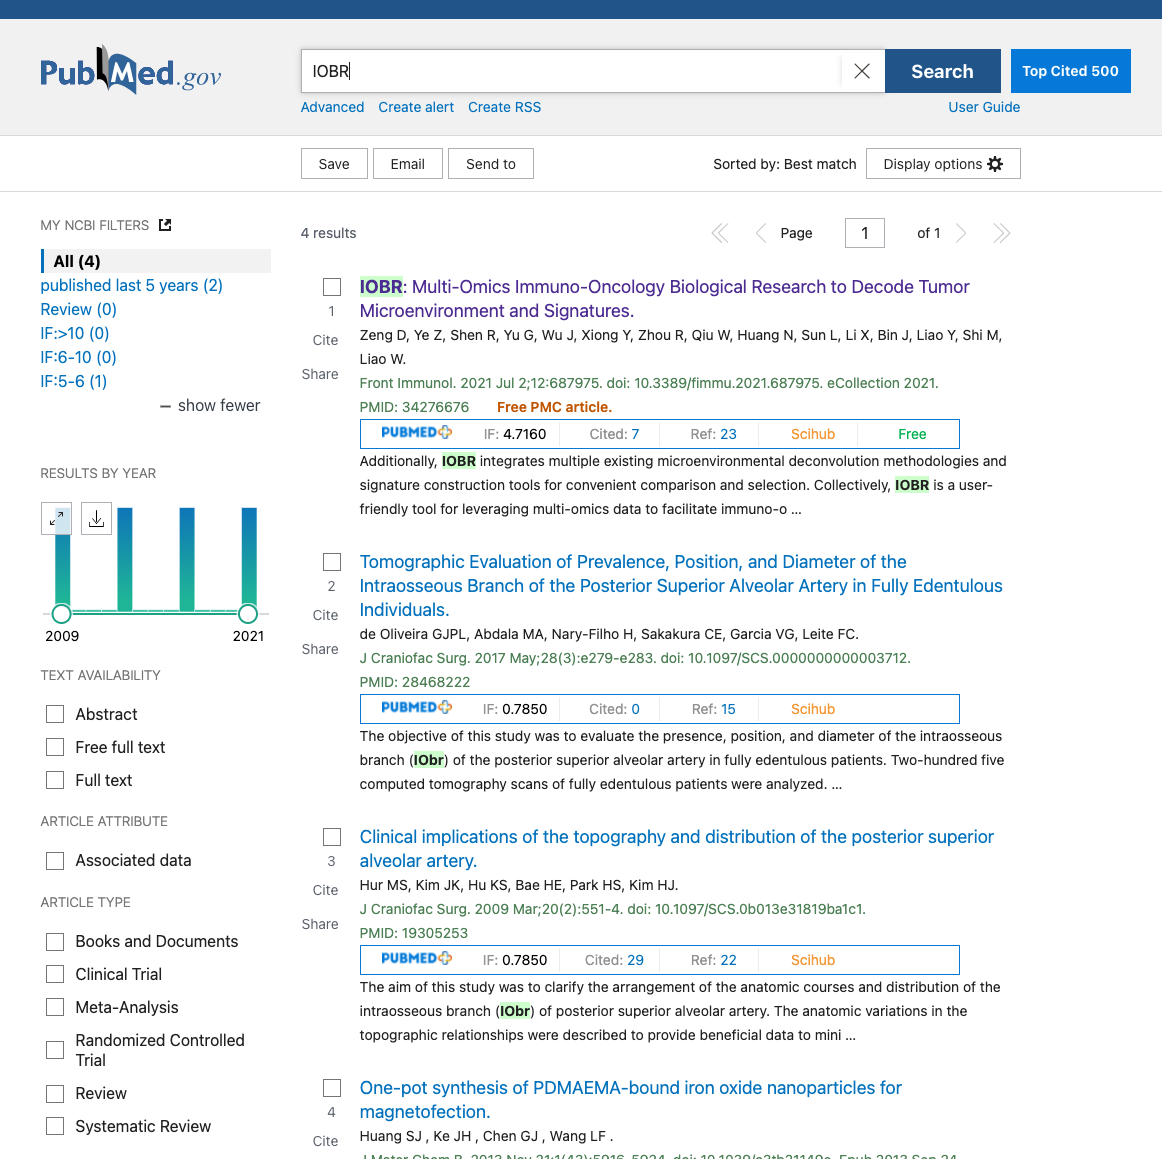 PubMed.gov
IOBR
Search
Top Cited 500
Advanced Create alert Create RSS
User Guide
Save Email Send to
Sorted by: Best match Display options
MY NCBI FILTERS
All (4)
published last 5 years (2)
Review (0)
IF:>10 (0)
IF:6-10 (0)
IF:5-6 (1)
— show fewer
RESULTS BY YEAR
2009 2021
TEXT AVAILABILITY
Abstract
Free full text
Full text
ARTICLE ATTRIBUTE
Associated data
ARTICLE TYPE
Books and Documents
Clinical Trial
Meta-Analysis
Randomized Controlled
Trial
Review
Systematic Review
4 results
Page 1 of 1
IOBR: Multi-Omics Immuno-Oncology Biological Research to Decode Tumor
1
Microenvironment and Signatures.
Cite
Zeng D, Ye Z, Shen R, Yu G, Wu J, Xiong Y, Zhou R, Qiu W, Huang N, Sun L, Li X, Bin J, Liao Y, Shi M,
Liao W.
Share
Front Immunol. 2021 Jul 2;12:687975. doi: 10.3389/fimmu.2021.687975. eCollection 2021.
PMID: 34276676 Free PMC article.
PUBMED IF: 4.7160 Cited: 7 Ref: 23 Scihub Free
Additionally, IOBR integrates multiple existing microenvironmental deconvolution methodologies and
signature construction tools for convenient comparison and selection. Collectively, IOBR is a user-
friendly tool for leveraging multi-omics data to facilitate immuno-o ...
Tomographic Evaluation of Prevalence, Position, and Diameter of the
2
Intraosseous Branch of the Posterior Superior Alveolar Artery in Fully Edentulous
Cite
Individuals.
de Oliveira GJPL, Abdala MA, Nary-Filho H, Sakakura CE, Garcia VG, Leite FC.
Share
J Craniofac Surg. 2017 May;28(3):e279-e283. doi: 10.1097/SCS.0000000000003712.
PMID: 28468222
PUBMED IF: 0.7850 Cited: 0 Ref: 15 Scihub
The objective of this study was to evaluate the presence, position, and diameter of the intraosseous
branch (IObr) of the posterior superior alveolar artery in fully edentulous patients. Two-hundred five
computed tomography scans of fully edentulous patients were analyzed. ...
Clinical implications of the topography and distribution of the posterior superior
3
alveolar artery.
Cite
Hur MS, Kim JK, Hu KS, Bae HE, Park HS, Kim HJ.
Share
J Craniofac Surg. 2009 Mar;20(2):551-4. doi: 10.1097/SCS.0b013e31819ba1c1.
PMID: 19305253
PUBMED IF: 0.7850 Cited: 29 Ref: 22 Scihub
The aim of this study was to clarify the arrangement of the anatomic courses and distribution of the
intraosseous branch (IObr) of posterior superior alveolar artery. The anatomic variations in the
topographic relationships were described to provide beneficial data to mini ...
One-pot synthesis of PDMAEMA-bound iron oxide nanoparticles for
4
magnetofection.
Cite
Huang SJ , Ke JH , Chen GJ , Wang LF .